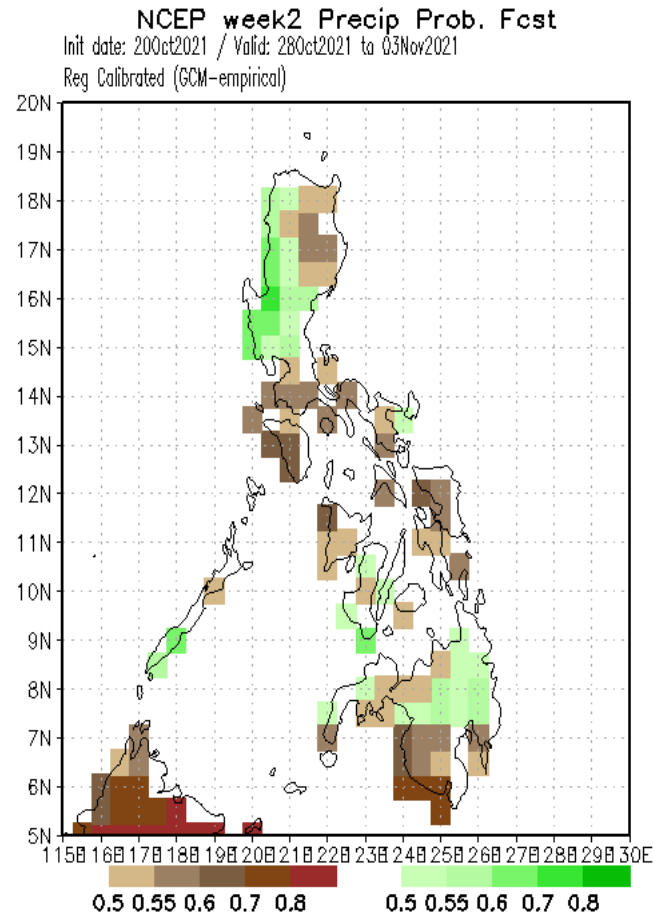 NCEP week2 Precip Prob. Fcst
Init date: 20Oct2021 / Valid: 28Oct2021 to 03Nov2021
Reg Calibrated (GCM-empirical)
20N
19N
18N
17N
16N
15N
14N
13N
12N
11N
10N
9N
8N
7N
6N
5N
115E 116E 117E 118E 119E 120E 121E 122E 123E 124E 125E 126E 127E 128E 129E 130E
0.5 0.55 0.6 0.7 0.8 0.5 0.55 0.6 0.7 0.8